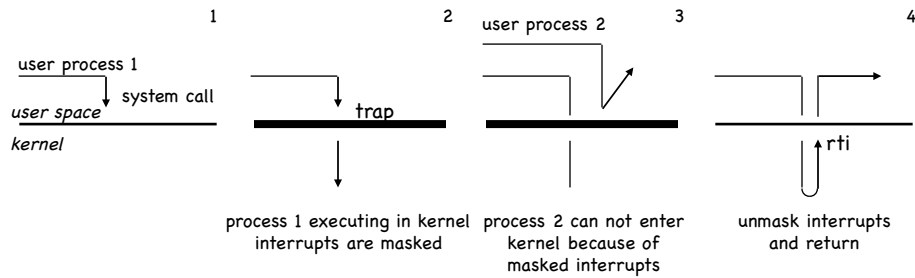 1
user process 1
system call
user space
kernel
2
trap
process 1 executing in kernel
interrupts are masked
3
user process 2
process 2 can not enter
kernel because of
masked interrupts
4
rti
unmask interrupts
and return